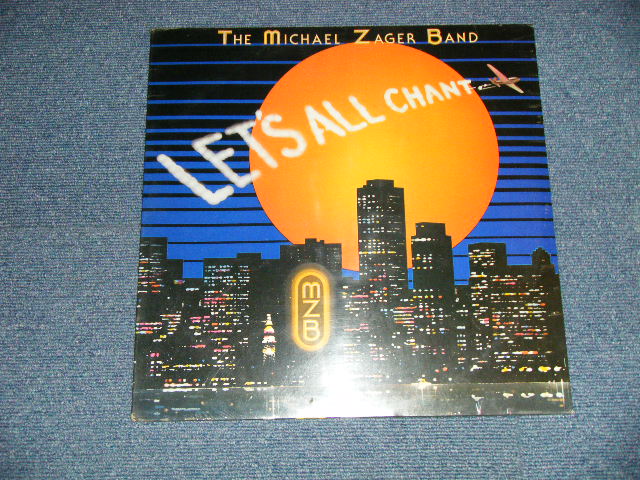 THE MICHAEL ZAGER BAND
LET'S ALL CHANT
MZB